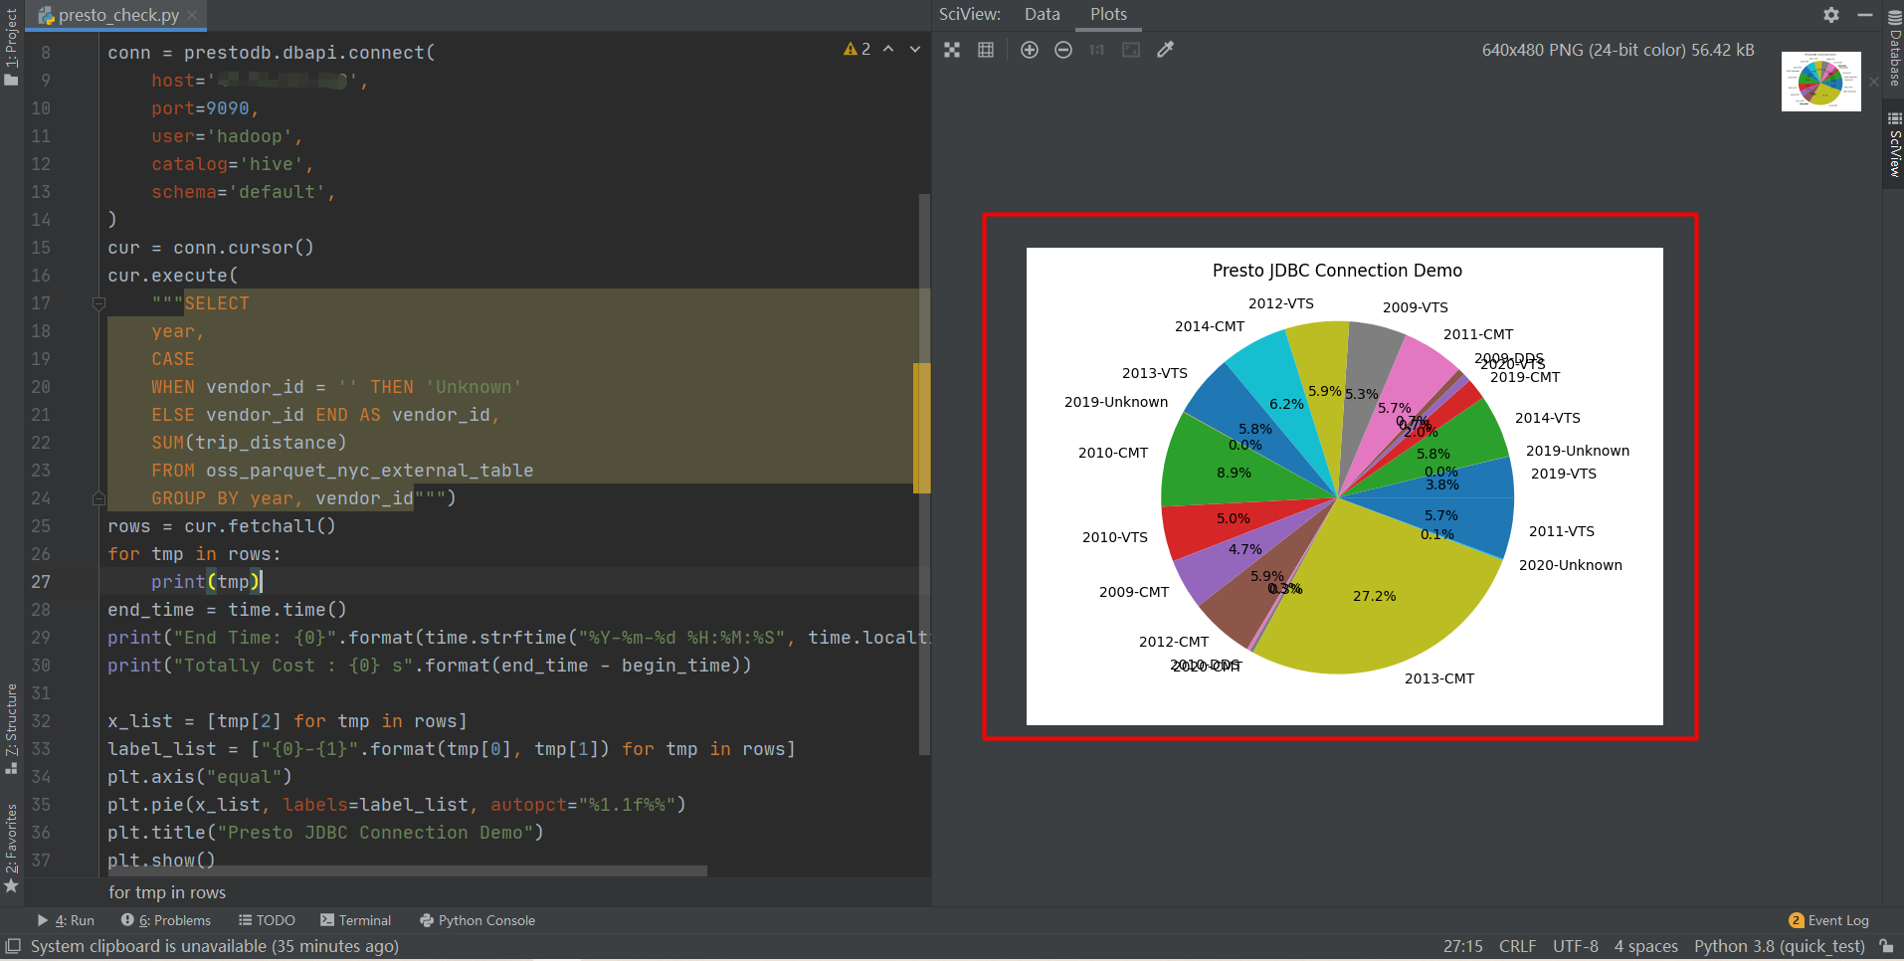 presto_check.py
SciView: Data Plots
1: Project
7: Structure
2: Favorites
Database
SciView
2
640x480 PNG (24-bit color) 56.42 kB
1:1
8 conn = prestodb.dbapi.connect(
9 host=' ',
10 port=9090,
11 user='hadoop',
12 catalog='hive',
13 schema='default',
14 )
15 cur = conn.cursor()
16 cur.execute(
17 """SELECT
18 year,
19 CASE
20 WHEN vendor_id = '' THEN 'Unknown'
21 ELSE vendor_id END AS vendor_id,
22 SUM(trip_distance)
23 FROM oss_parquet_nyc_external_table
24 GROUP BY year, vendor_id""")
25 rows = cur.fetchall()
26 for tmp in rows:
27 print(tmp)
28 end_time = time.time()
29 print("End Time: {0}".format(time.strftime("%Y-%m-%d %H:%M:%S", time.localt
30 print("Totally Cost : {0} s".format(end_time - begin_time))
31
32 x_list = [tmp[2] for tmp in rows]
33 label_list = ["{0}-{1}".format(tmp[0], tmp[1]) for tmp in rows]
34 plt.axis("equal")
35 plt.pie(x_list, labels=label_list, autopct="%1.1f%%")
36 plt.title("Presto JDBC Connection Demo")
37 plt.show()
for tmp in rows
Presto JDBC Connection Demo
2012-VTS
2009-VTS
2014-CMT
2011-CMT
2009-DDS
2020-VTS
2013-VTS
2019-CMT
2019-Unknown
2014-VTS
2010-CMT
2019-Unknown
2019-VTS
2010-VTS
2011-VTS
2020-Unknown
2009-CMT
2012-CMT
2010-DDS
2020-CMT
2013-CMT
5.9%
5.3%
6.2%
5.7%
0.7%
0.7%
2.0%
5.8%
0.0%
5.8%
0.0%
8.9%
3.8%
5.0%
5.7%
0.1%
4.7%
5.9%
0.3%
27.2%
4: Run 6: Problems TODO Terminal Python Console
2 Event Log
System clipboard is unavailable (35 minutes ago)
27:15 CRLF UTF-8 4 spaces Python 3.8 (quick_test)